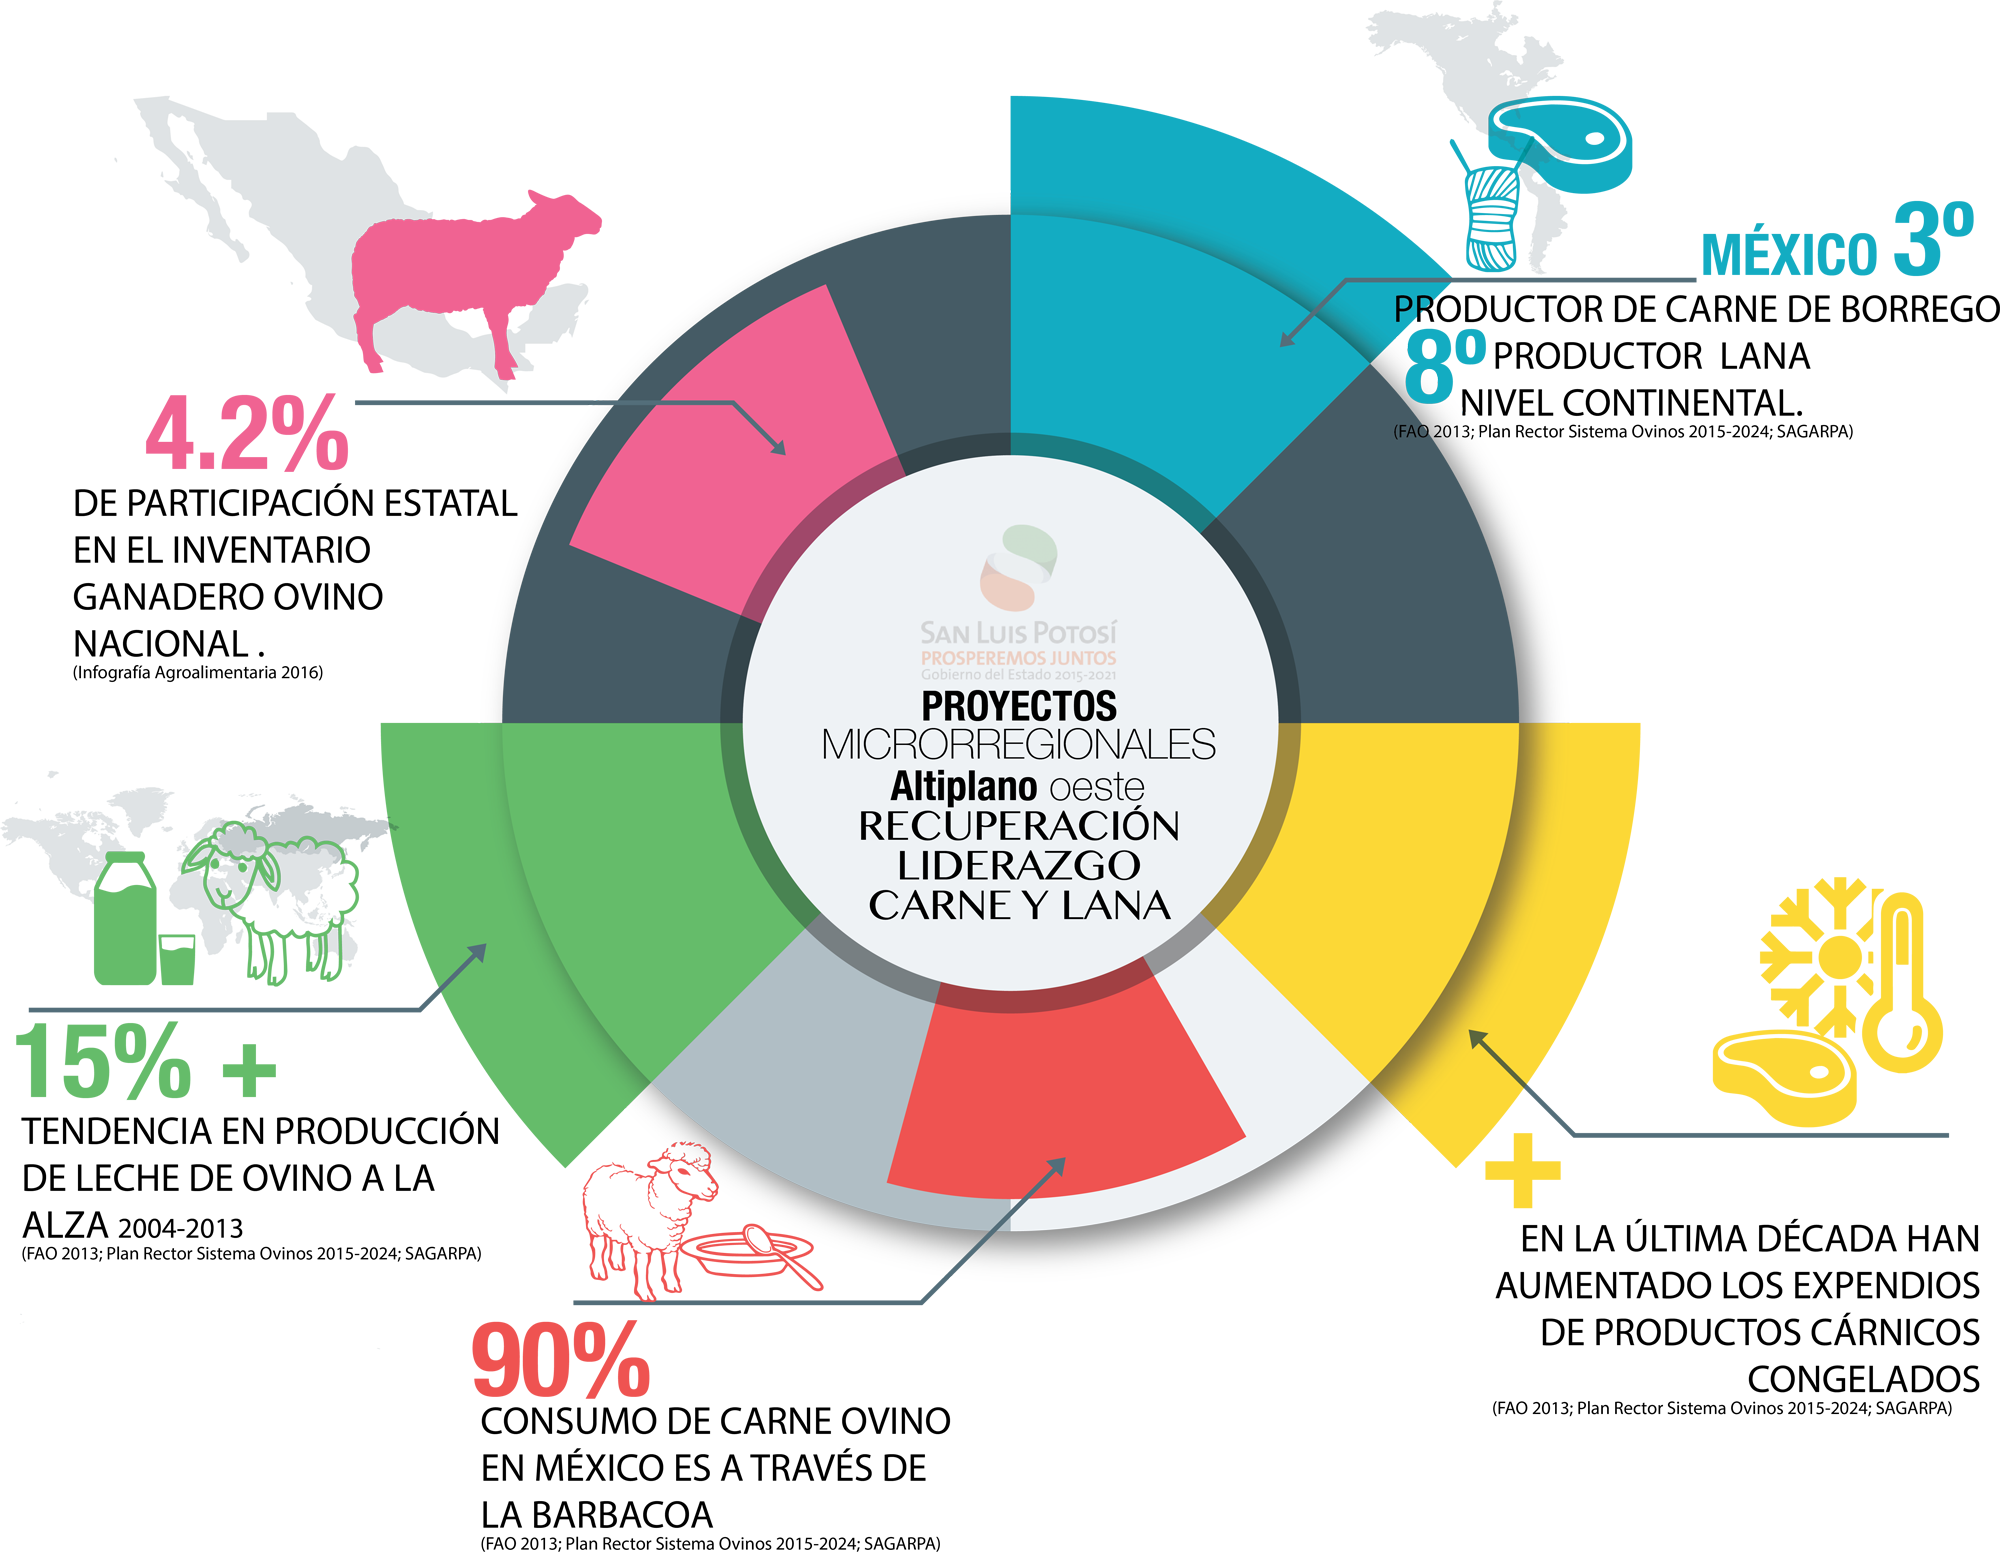 MÉXICO 3º
PRODUCTOR DE CARNE DE BORREGO
8º PRODUCTOR LANA
NIVEL CONTINENTAL.
(FAO 2013; Plan Rector Sistema Ovinos 2015-2024; SAGARPA)
4.2%
DE PARTICIPACIÓN ESTATAL
EN EL INVENTARIO
GANADERO OVINO
NACIONAL .
(Infografía Agroalimentaria 2016)
SAN LUIS POTOSÍ
PROSPEREMOS JUNTOS
Gobierno del Estado 2015-2021
PROYECTOS
MICRORREGIONALES
Altiplano oeste
RECUPERACIÓN
LIDERAZGO
CARNE Y LANA
15% +
TENDENCIA EN PRODUCCIÓN
DE LECHE DE OVINO A LA
ALZA 2004-2013
(FAO 2013; Plan Rector Sistema Ovinos 2015-2024; SAGARPA)
+
EN LA ÚLTIMA DÉCADA HAN
AUMENTADO LOS EXPENDIOS
DE PRODUCTOS CÁRNICOS
CONGELADOS
(FAO 2013; Plan Rector Sistema Ovinos 2015-2024; SAGARPA)
90%
CONSUMO DE CARNE OVINO
EN MÉXICO ES A TRAVÉS DE
LA BARBACOA
(FAO 2013; Plan Rector Sistema Ovinos 2015-2024; SAGARPA)